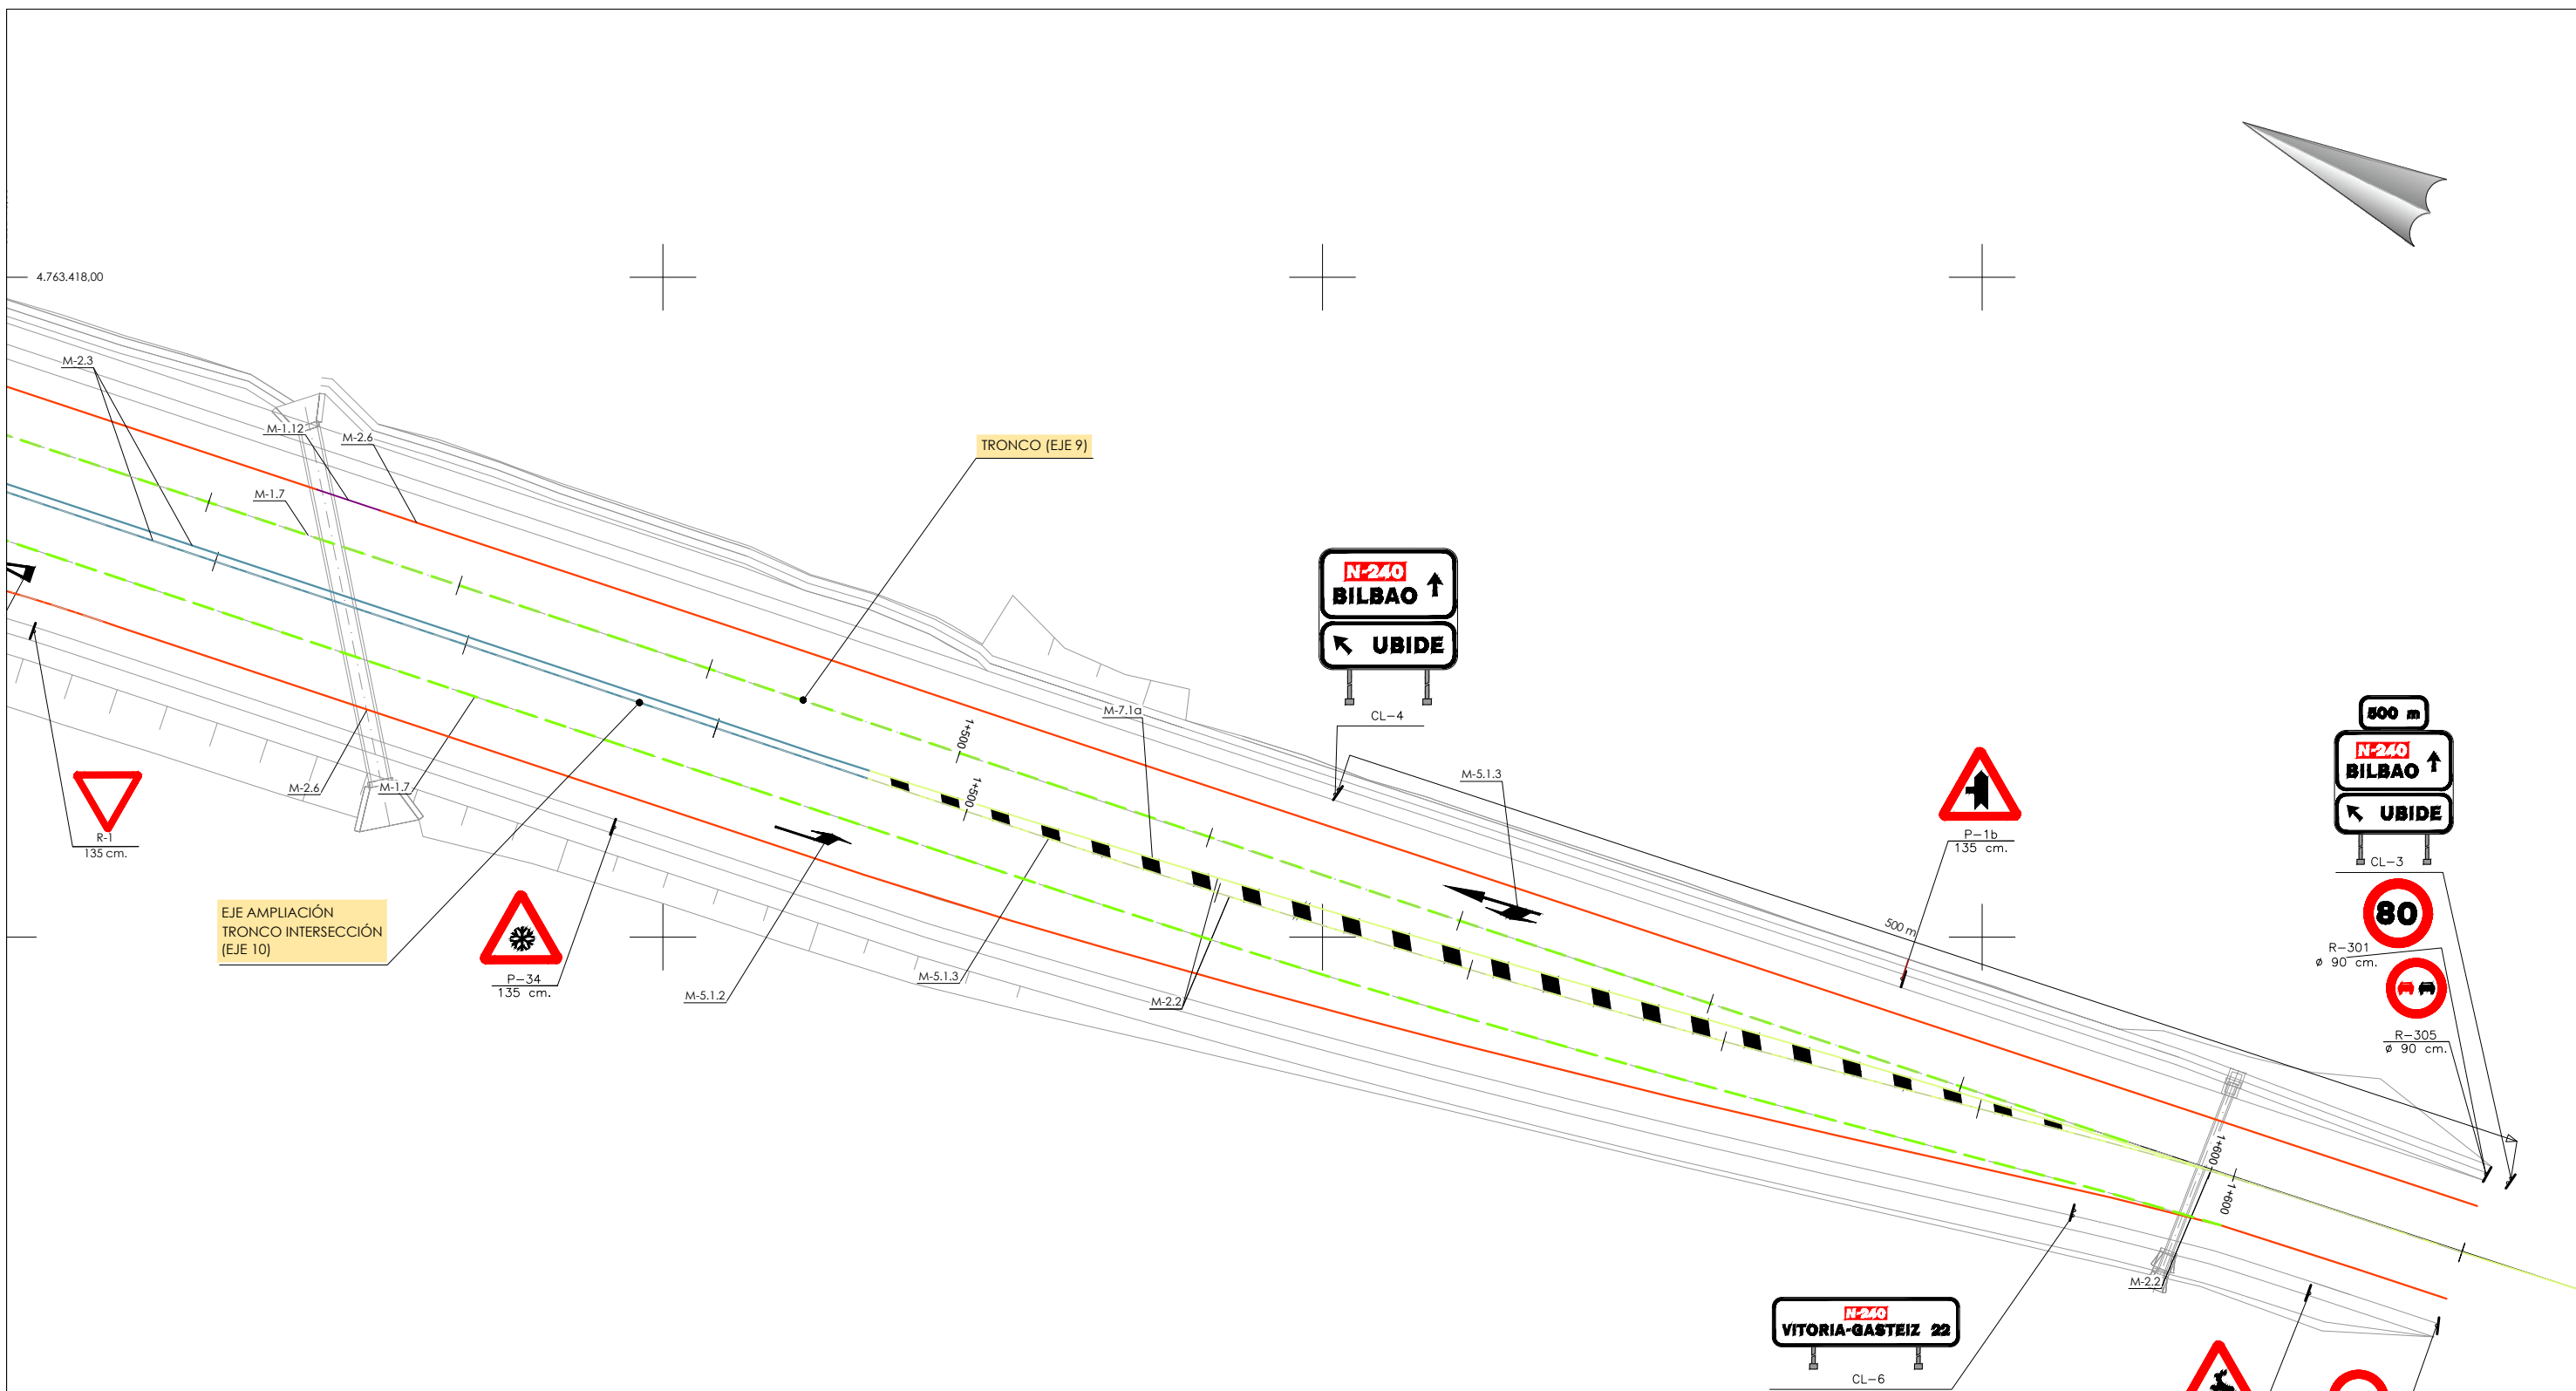 4.763.418,00
M-2.3
M-1.12
M-2.6
M-1.7
TRONCO (EJE 9)
N-240
BILBAO
UBIDE
CL-4
M-7.1a
1+500
1+500
M-5.1.3
500 m
N-240
BILBAO
UBIDE
CL-3
P-1b
135 cm.
M-2.6
M-1.7
R-1
135 cm.
EJE AMPLIACIÓN
TRONCO INTERSECCIÓN
(EJE 10)
P-34
135 cm.
M-5.1.2
M-5.1.3
M-2.2
500 m
80
R-301
ø 90 cm.
R-305
ø 90 cm.
1+600
1+600
M-2.2
N-240
VITORIA-GASTEIZ 22
CL-6